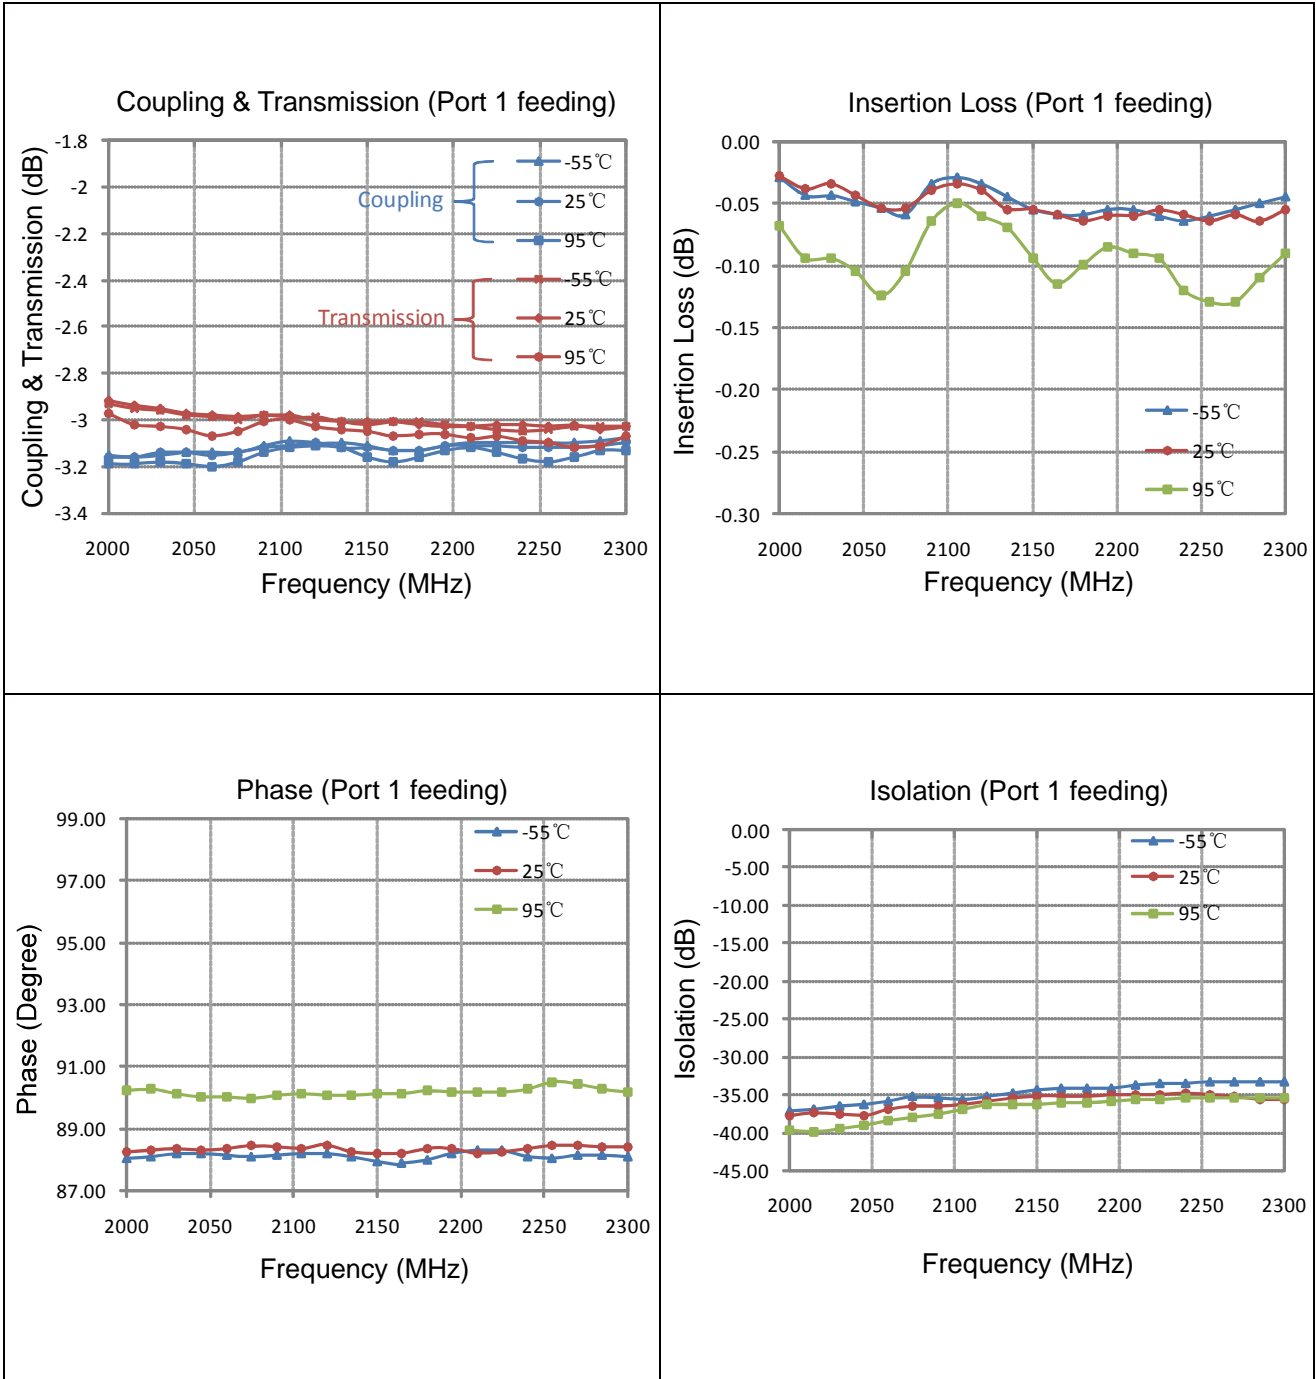 Coupling & Transmission (Port 1 feeding)
Coupling & Transmission (dB)
-1.8
-2
-2.2
-2.4
-2.6
-2.8
-3
-3.2
-3.4
Coupling
-55℃
25℃
95℃
Transmission
-55℃
25℃
95℃
2000 2050 2100 2150 2200 2250 2300
Frequency (MHz)
Insertion Loss (Port 1 feeding)
Insertion Loss (dB)
0.00
-0.05
-0.10
-0.15
-0.20
-0.25
-0.30
-55℃
25℃
95℃
2000 2050 2100 2150 2200 2250 2300
Frequency (MHz)
Phase (Port 1 feeding)
Phase (Degree)
99.00
97.00
95.00
93.00
91.00
89.00
87.00
-55℃
25℃
95℃
2000 2050 2100 2150 2200 2250 2300
Frequency (MHz)
Isolation (Port 1 feeding)
Isolation (dB)
0.00
-5.00
-10.00
-15.00
-20.00
-25.00
-30.00
-35.00
-40.00
-45.00
-55℃
25℃
95℃
2000 2050 2100 2150 2200 2250 2300
Frequency (MHz)